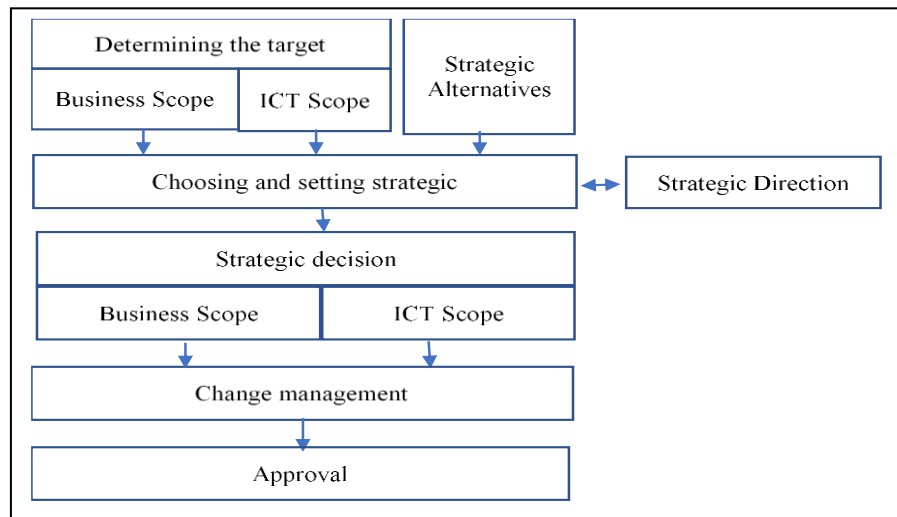 Determining the target
Business Scope
ICT Scope
Strategic
Alternatives
Choosing and setting strategic
Strategic Direction
Strategic decision
Business Scope
ICT Scope
Change management
Approval